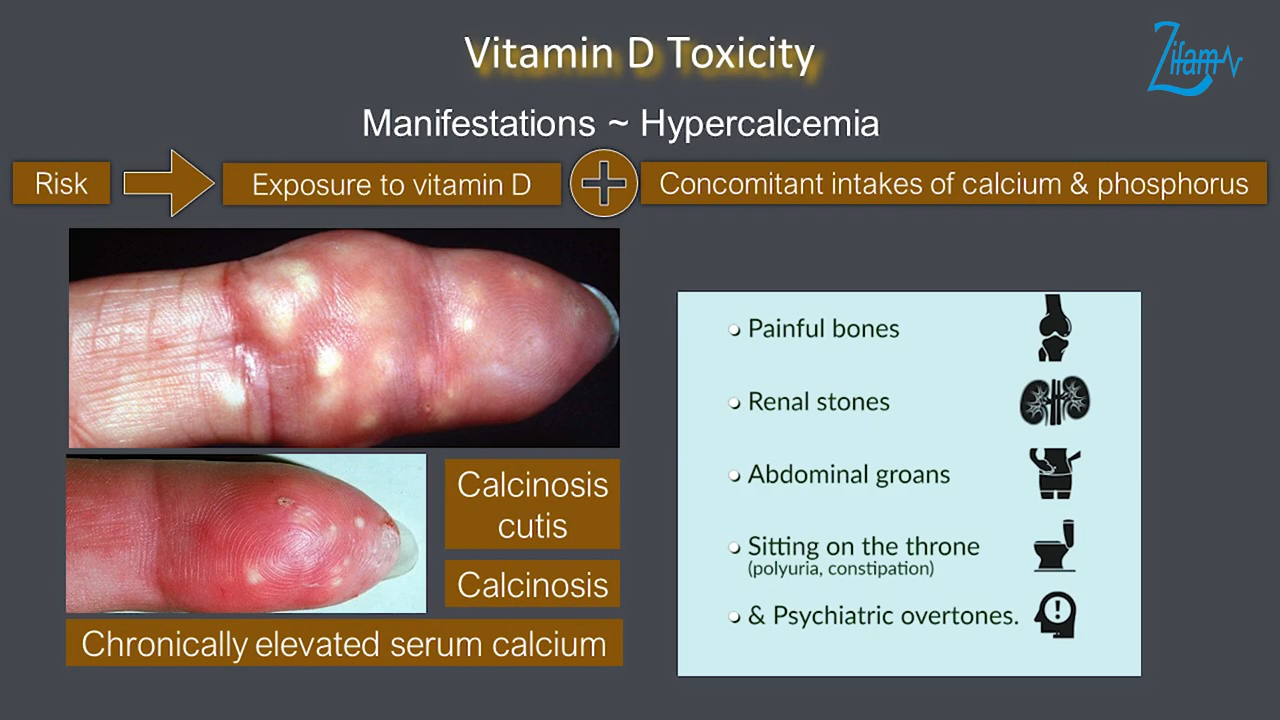 Vitamin D Toxicity
Zifam
Manifestations ~ Hypercalcemia
Risk
Exposure to vitamin D
Concomitant intakes of calcium & phosphorus
Painful bones
Renal stones
Abdominal groans
Sitting on the throne
(polyuria, constipation)
& Psychiatric overtones.
Calcinosis
cutis
Calcinosis
Chronically elevated serum calcium